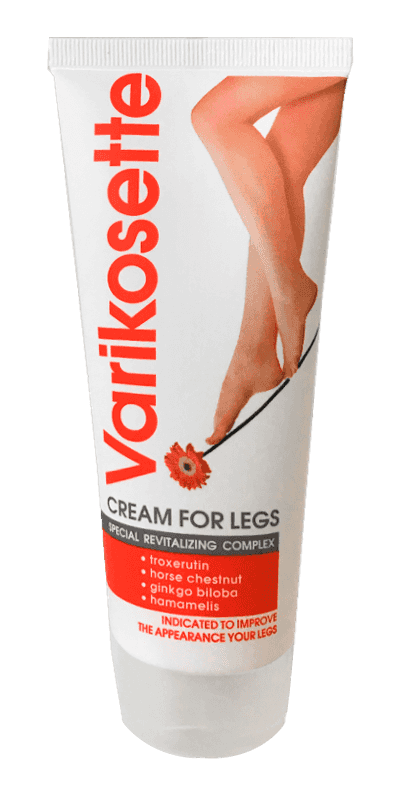 Varikosette
CREAM FOR LEGS
SPECIAL REVITALIZING COMPLEX
• troxerutin
• horse chestnut
• ginkgo biloba
• hamamelis
INDICATED TO IMPROVE
THE APPEARANCE YOUR LEGS